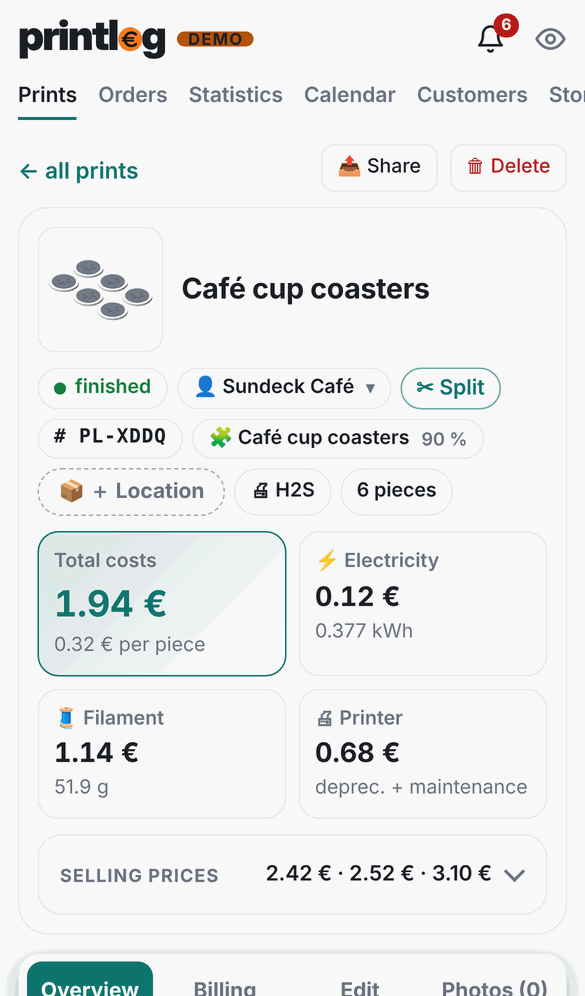 printl€g DEMO 6
Prints Orders Statistics Calendar Customers
← all prints Share Delete
Café cup coasters
finished Sundeck Café ▾ Split
# PL-XDDQ Café cup coasters 90 %
+ Location H2S 6 pieces
Total costs
1.94 €
0.32 € per piece
Electricity
0.12 €
0.377 kWh
Filament
1.14 €
51.9 g
Printer
0.68 €
deprec. + maintenance
SELLING PRICES 2.42 € · 2.52 € · 3.10 €
Overview Billing Edit Photos (0)